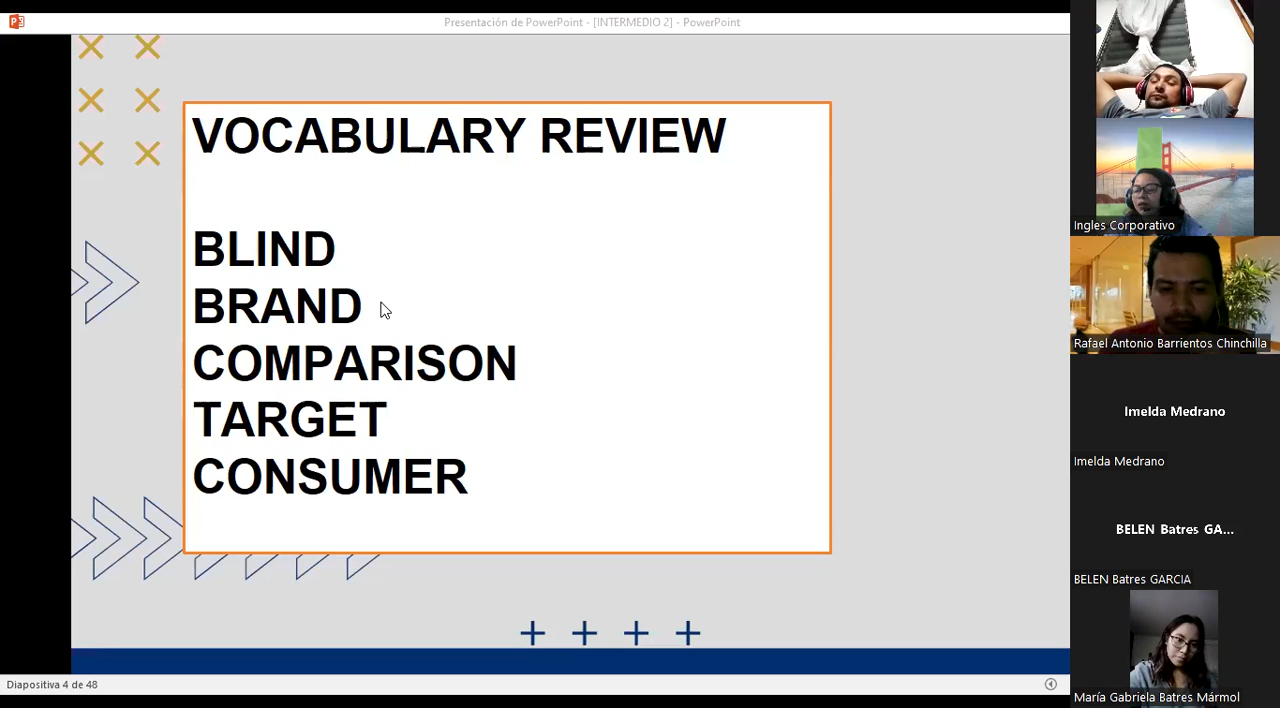 Presentación de PowerPoint - [INTERMEDIO 2] - PowerPoint
VOCABULARY REVIEW
BLIND
BRAND
COMPARISON
TARGET
CONSUMER
Diapositiva 4 de 48
Ingles Corporativo
Rafael Antonio Barrientos Chinchilla
Imelda Medrano
Imelda Medrano
BELEN Batres GA...
BELEN Batres GARCIA
María Gabriela Batres Mármol